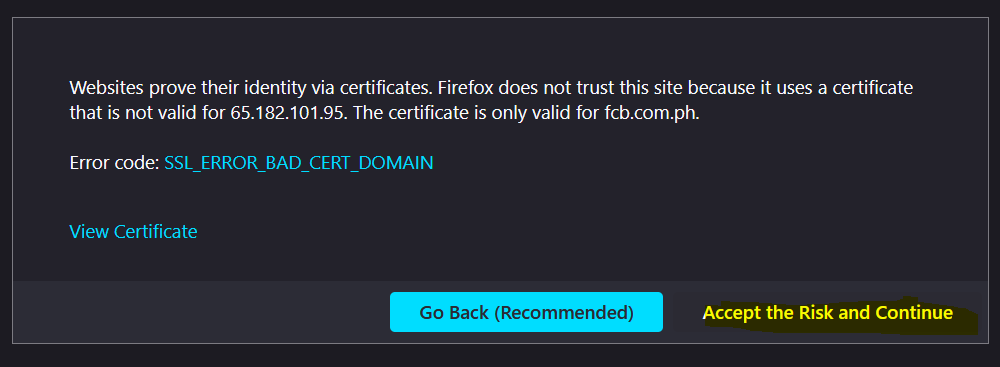 Websites prove their identity via certificates. Firefox does not trust this site because it uses a certificate
that is not valid for 65.182.101.95. The certificate is only valid for fcb.com.ph.
Error code: SSL_ERROR_BAD_CERT_DOMAIN
View Certificate
Go Back (Recommended)
Accept the Risk and Continue